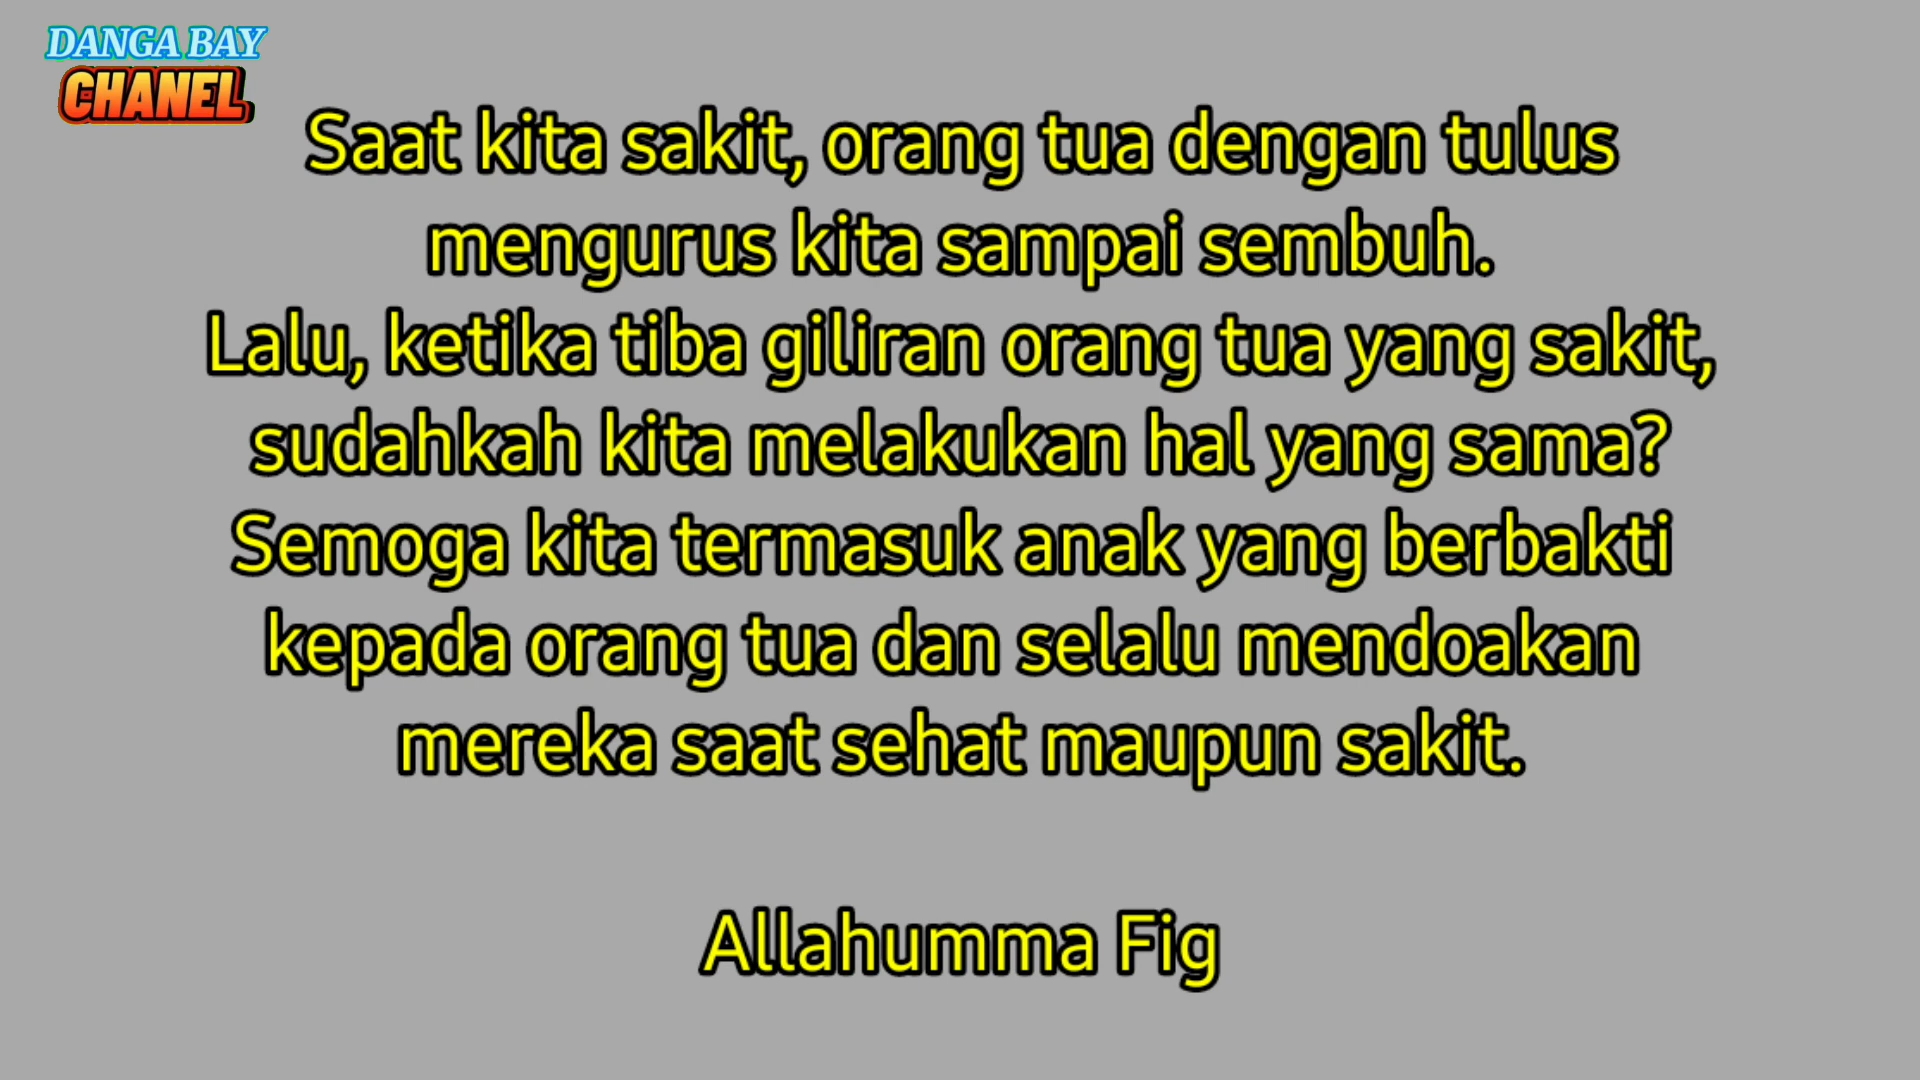 DANGA BAY
CHANEL
Saat kita sakit, orang tua dengan tulus
mengurus kita sampai sembuh.
Lalu, ketika tiba giliran orang tua yang sakit,
sudahkah kita melakukan hal yang sama?
Semoga kita termasuk anak yang berbakti
kepada orang tua dan selalu mendoakan
mereka saat sehat maupun sakit.
Allahumma Fig